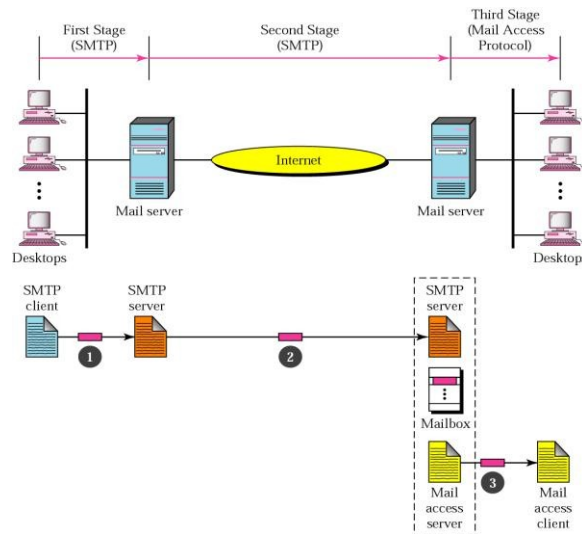 First Stage
(SMTP)
Second Stage
(SMTP)
Third Stage
(Mail Access
Protocol)
Internet
Mail server
Mail server
Desktops
Desktop
SMTP
client
SMTP
server
SMTP
server
1
2
Mailbox
3
Mail
access
server
Mail
access
client